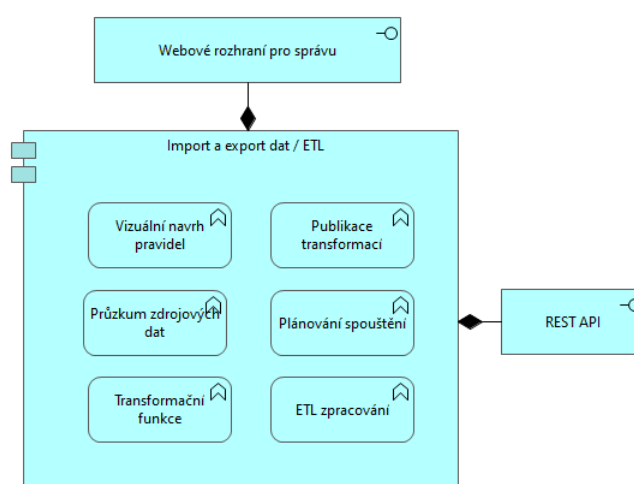 Webové rozhraní pro správu
Import a export dat / ETL
Vizuální navrh
pravidel
Publikace
transformací
Průzkum zdrojových
dat
Plánování spouštění
REST API
Transformační
funkce
ETL zpracování